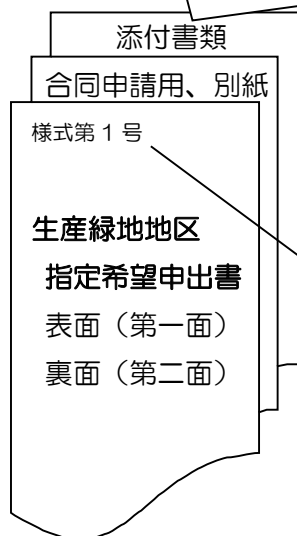 添付書類
合同申請用、別紙
様式第1号
生産緑地地区
指定希望申出書
表面（第一面）
裏面（第二面）